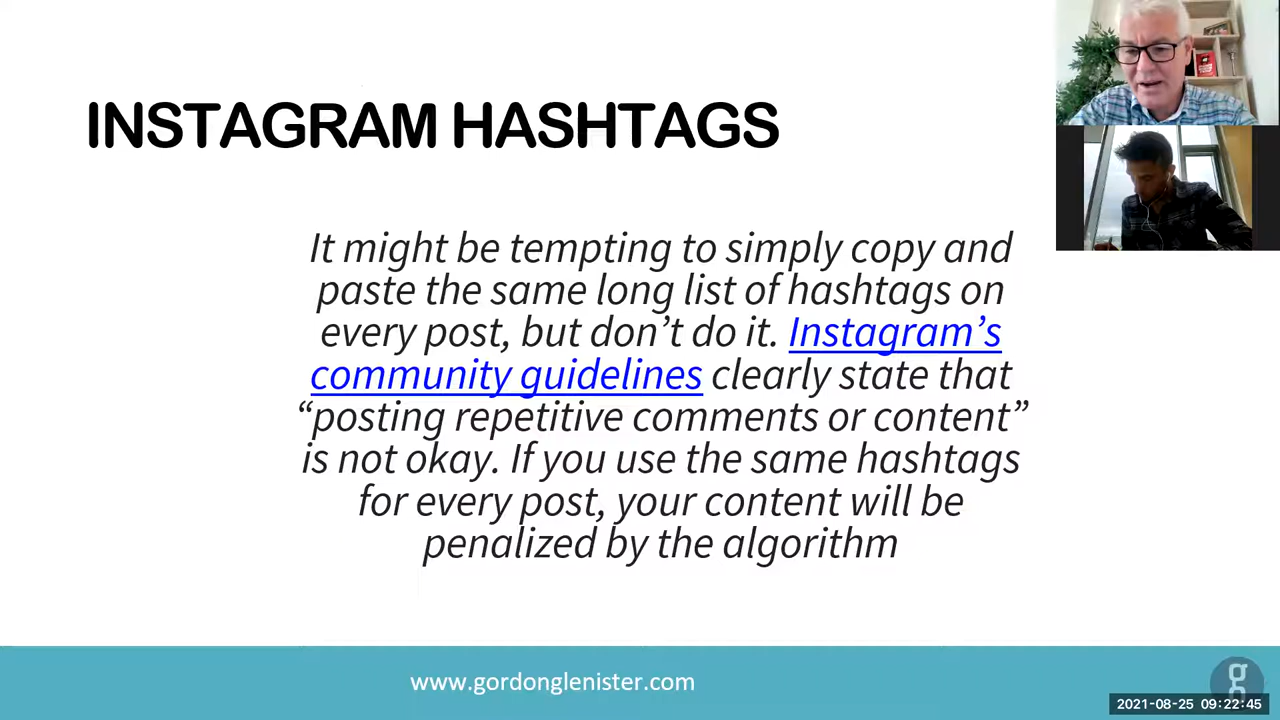 INSTAGRAM HASHTAGS
It might be tempting to simply copy and
paste the same long list of hashtags on
every post, but don’t do it. Instagram’s
community guidelines clearly state that
“posting repetitive comments or content”
is not okay. If you use the same hashtags
for every post, your content will be
penalized by the algorithm
www.gordonglenister.com
g
2021-08-25 09:22:45